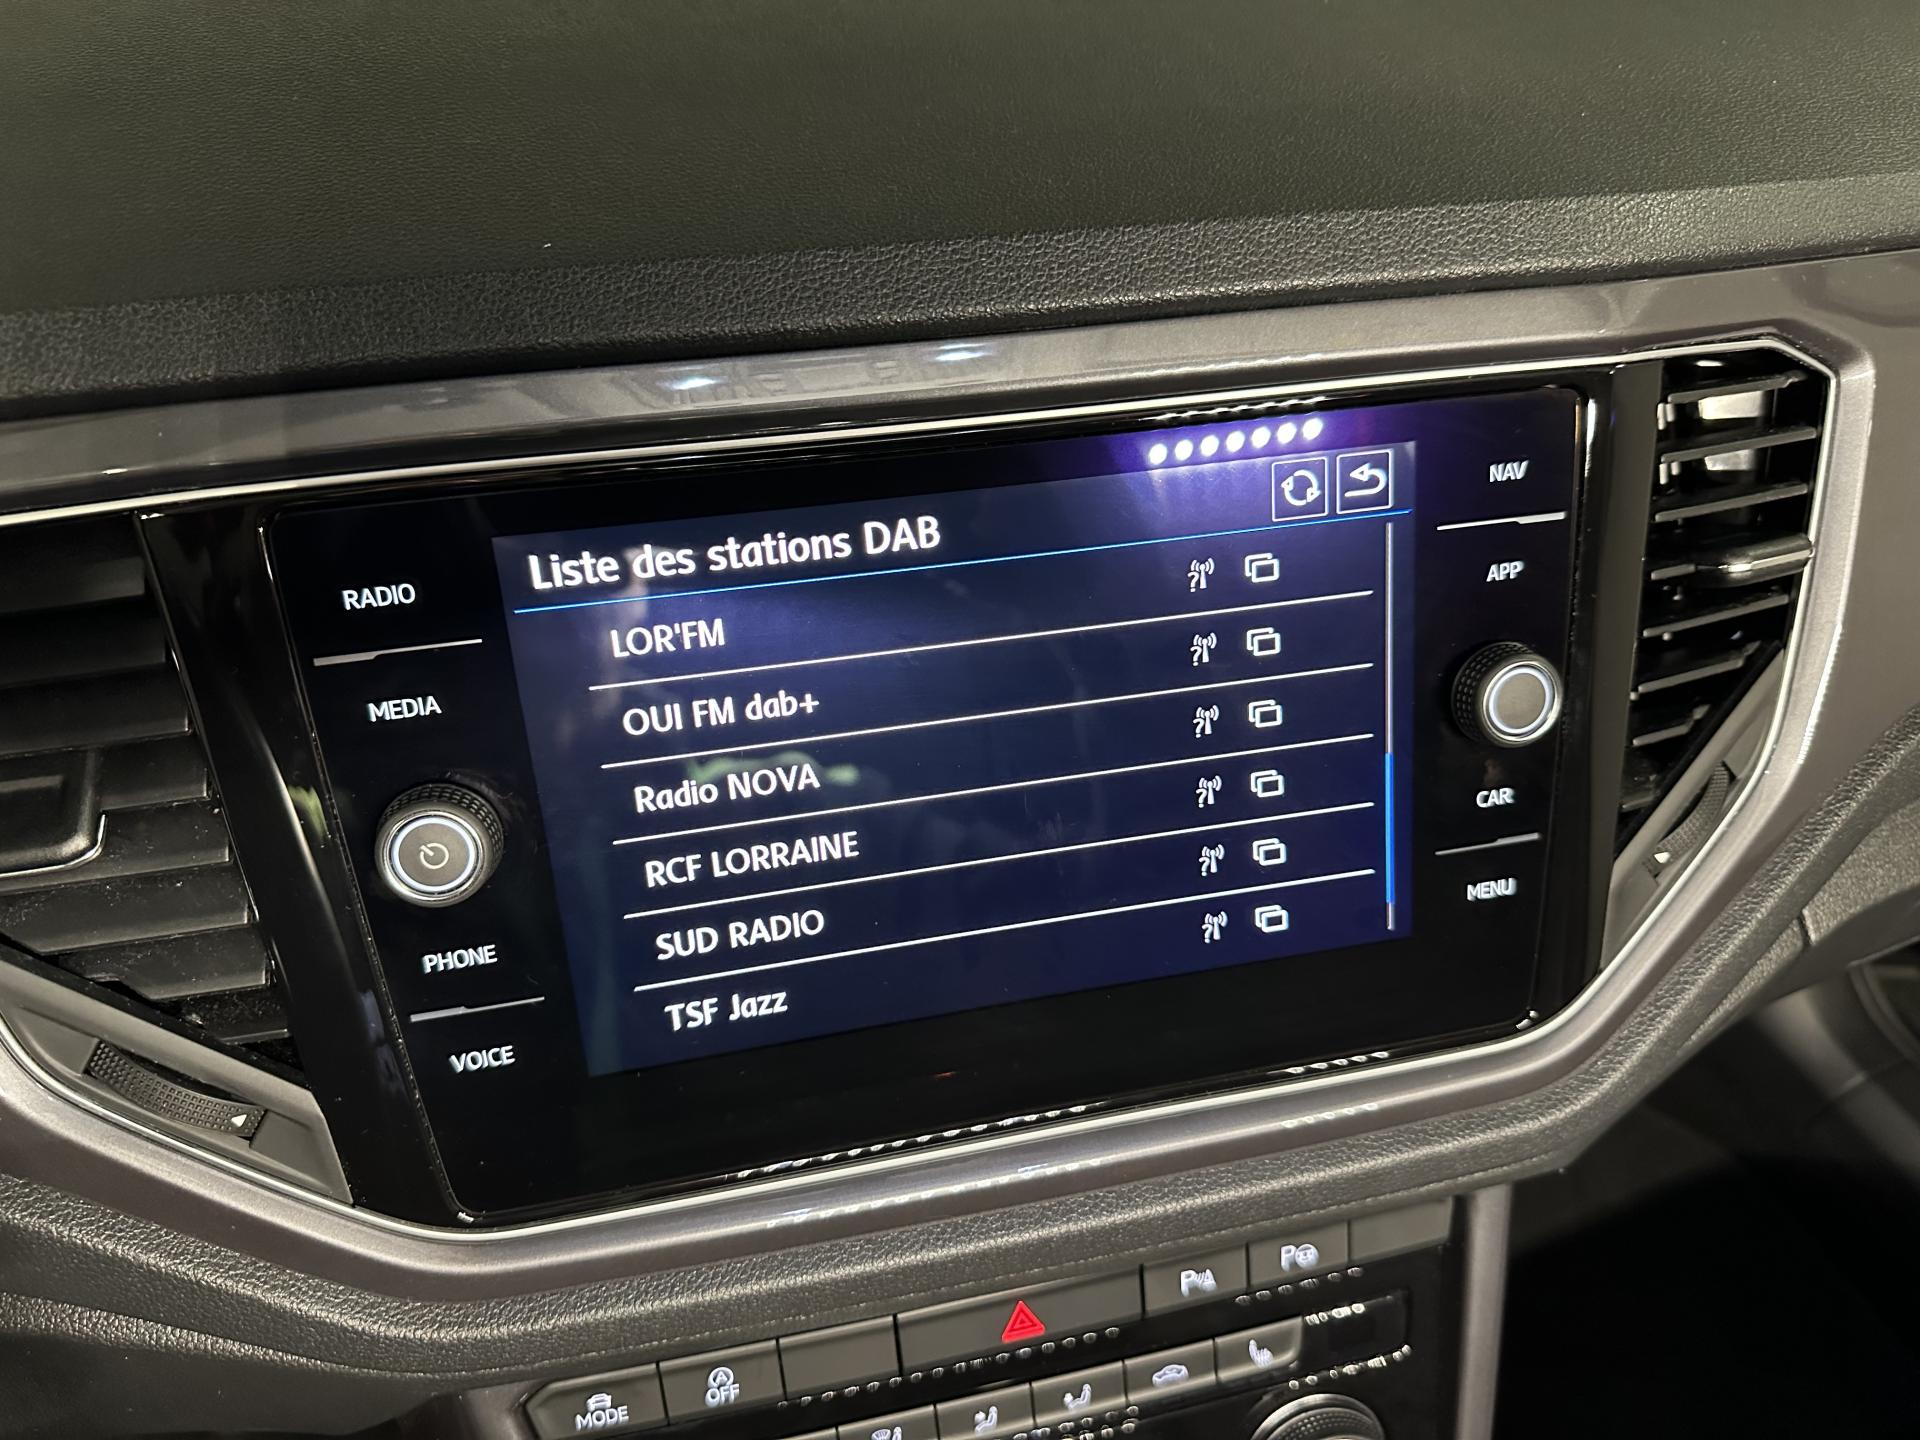 Liste des stations DAB
LOR'FM
OUI FM dab+
Radio NOVA
RCF LORRAINE
SUD RADIO
TSF Jazz
RADIO
MEDIA
PHONE
VOICE
NAV
APP
CAR
MENU
P
P
MODE
A
OFF